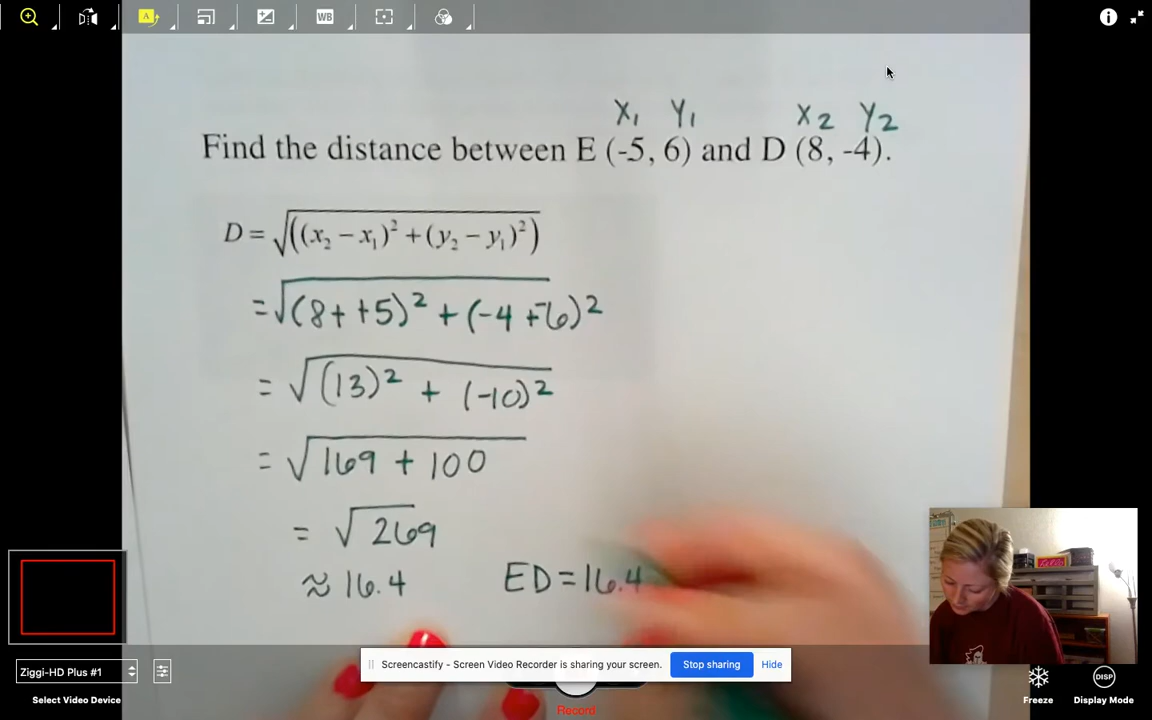 A
WB
X₁ Y₁ X₂ Y₂
Find the distance between E (-5, 6) and D (8, -4).
D = √((x₂ − x₁)² + (y₂ − y₁)²)
= √(8+ +5)² + (-4 + -6)²
= √(13)² + (-10)²
= √169 + 100
= √269
≈ 16.4 ED = 16.4
Screencastify - Screen Video Recorder is sharing your screen. Stop sharing Hide
Ziggi-HD Plus #1
Select Video Device
Record
DISP
Freeze Display Mode